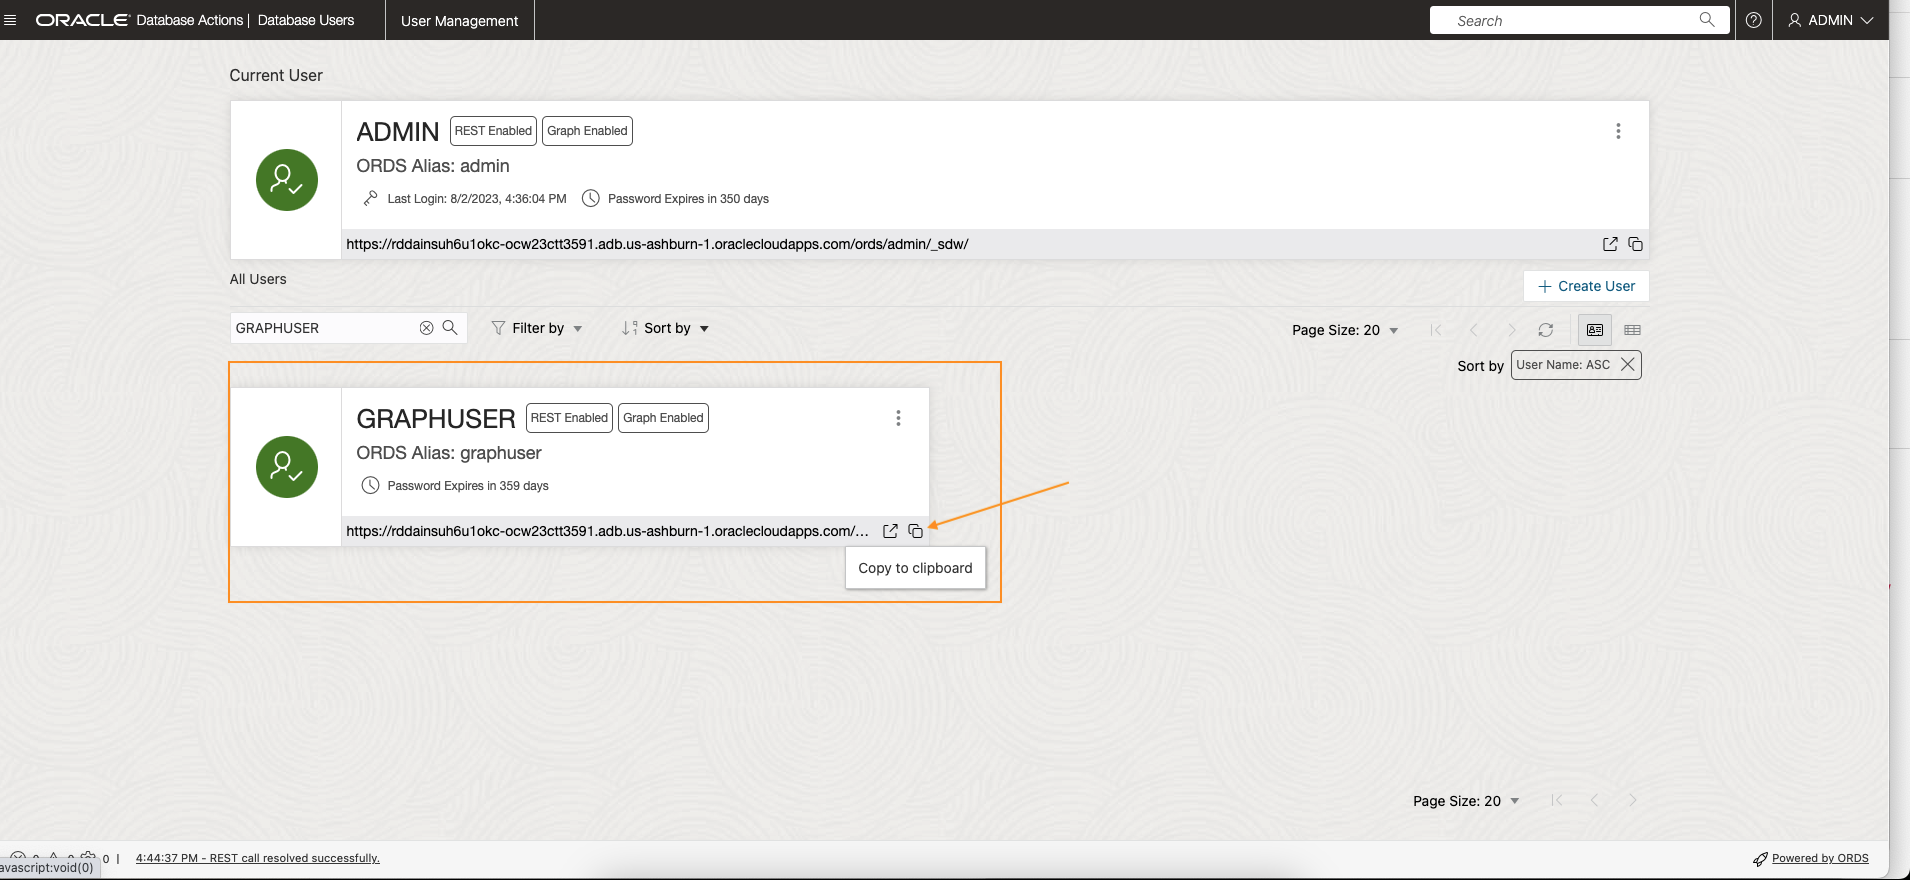 ORACLE Database Actions | Database Users User Management Search ADMIN
Current User
ADMIN REST Enabled Graph Enabled
ORDS Alias: admin
Last Login: 8/2/2023, 4:36:04 PM Password Expires in 350 days
https://rddainsuh6u1okc-ocw23ctt3591.adb.us-ashburn-1.oraclecloudapps.com/ords/admin/_sdw/
All Users
+ Create User
GRAPHUSER Filter by Sort by Page Size: 20
Sort by User Name: ASC
GRAPHUSER REST Enabled Graph Enabled
ORDS Alias: graphuser
Password Expires in 359 days
https://rddainsuh6u1okc-ocw23ctt3591.adb.us-ashburn-1.oraclecloudapps.com/...
Copy to clipboard
Page Size: 20
0 | 4:44:37 PM - REST call resolved successfully. Powered by ORDS
avascript:void(0)